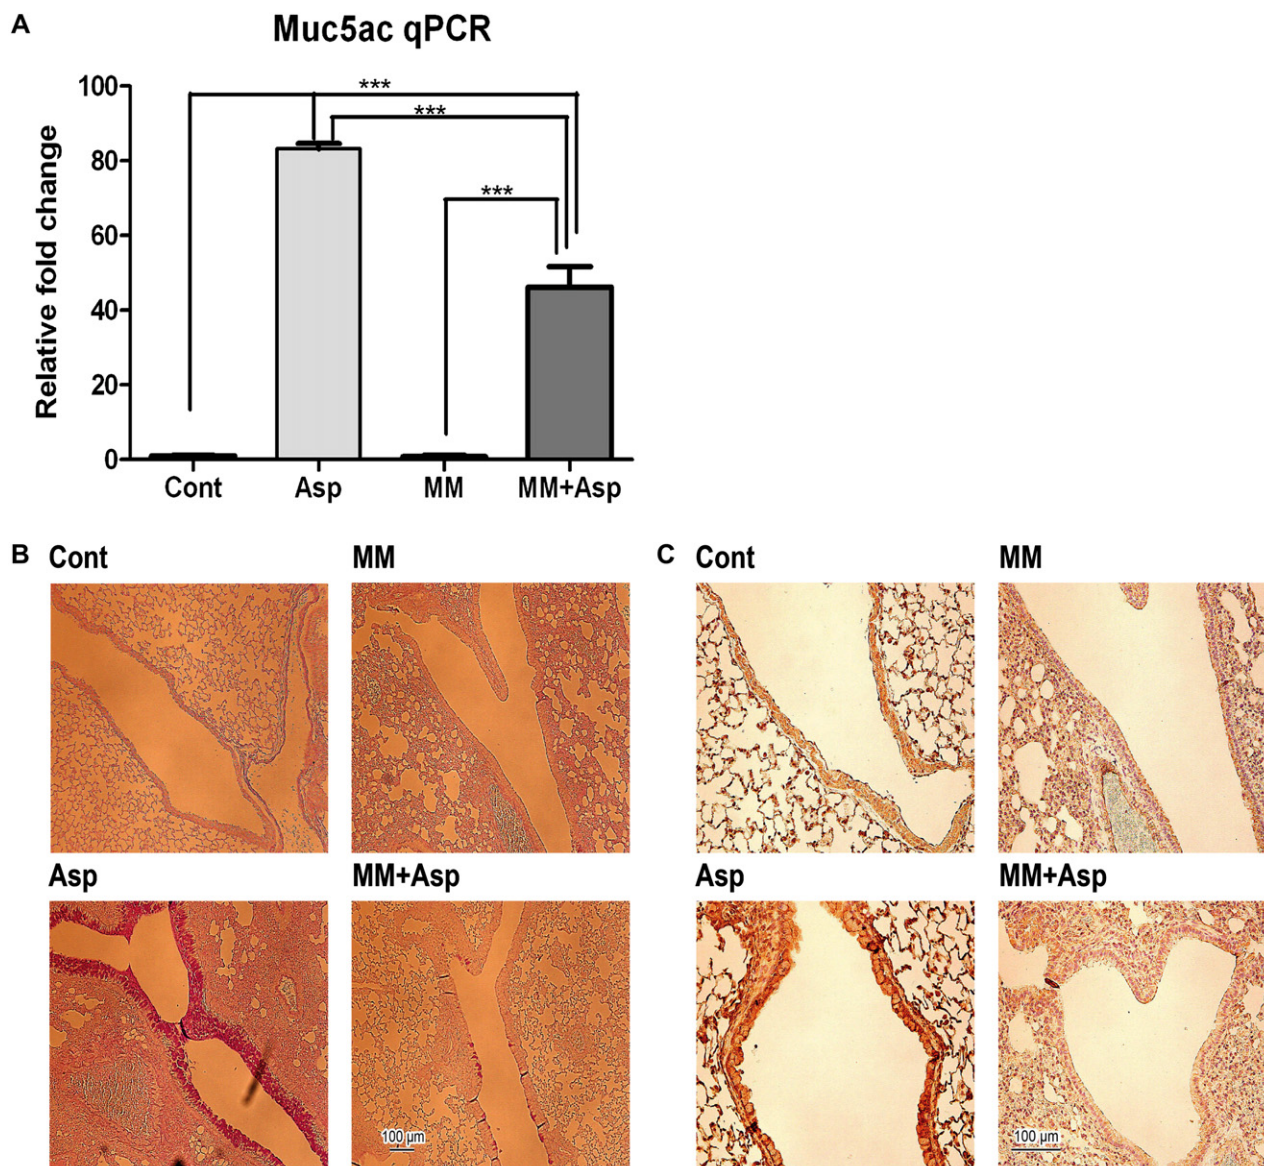 A
Muc5ac qPCR
Relative fold change
100
80
60
40
20
0
***
***
***
Cont
Asp
MM
MM+Asp
B
Cont
MM
Asp
MM+Asp
100 µm
C
Cont
MM
Asp
MM+Asp
100 µm